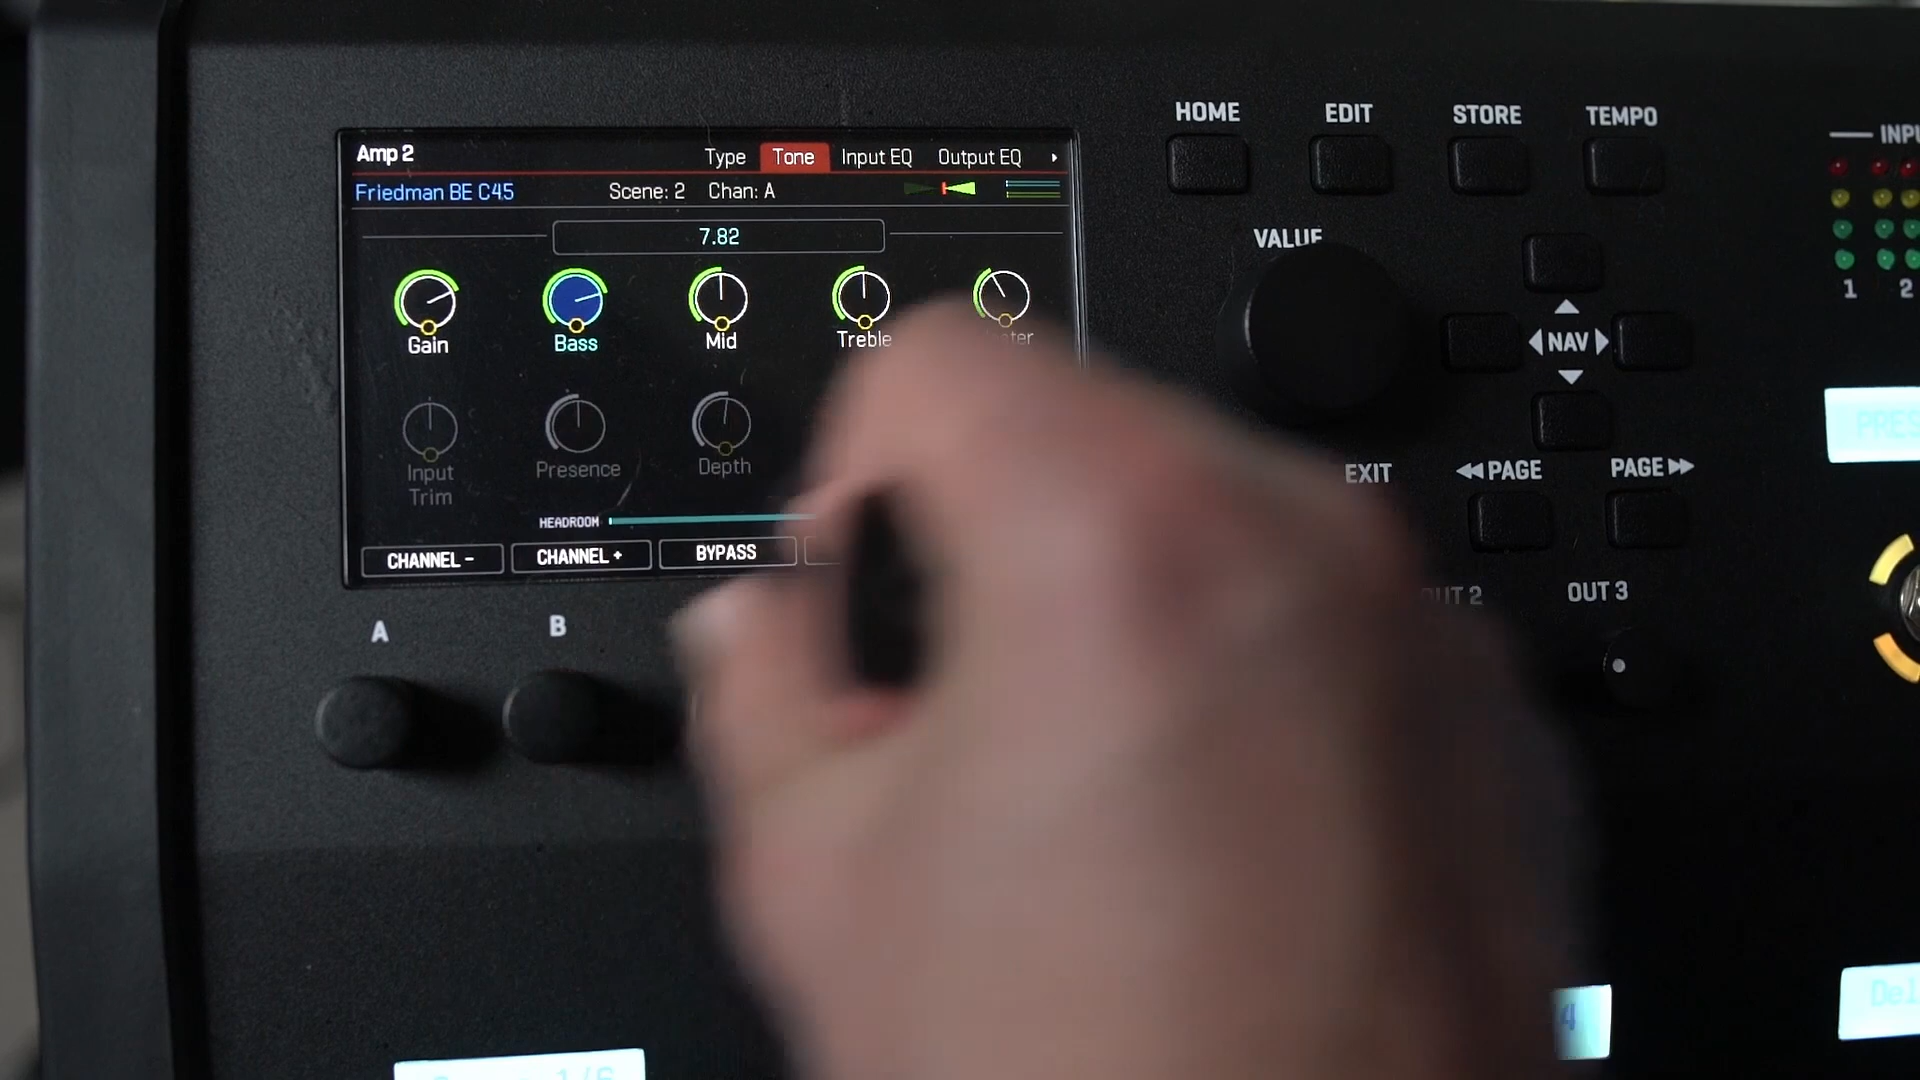 HOME EDIT STORE TEMPO
Amp 2 Type Tone Input EQ Output EQ
Friedman BE C45 Scene: 2 Chan: A
7.82
VALUE
Gain Bass Mid Treble
1 2
NAV
Input Trim Presence Depth
EXIT PAGE PAGE
HEADROOM
CHANNEL - CHANNEL + BYPASS
OUT 2 OUT 3
A B